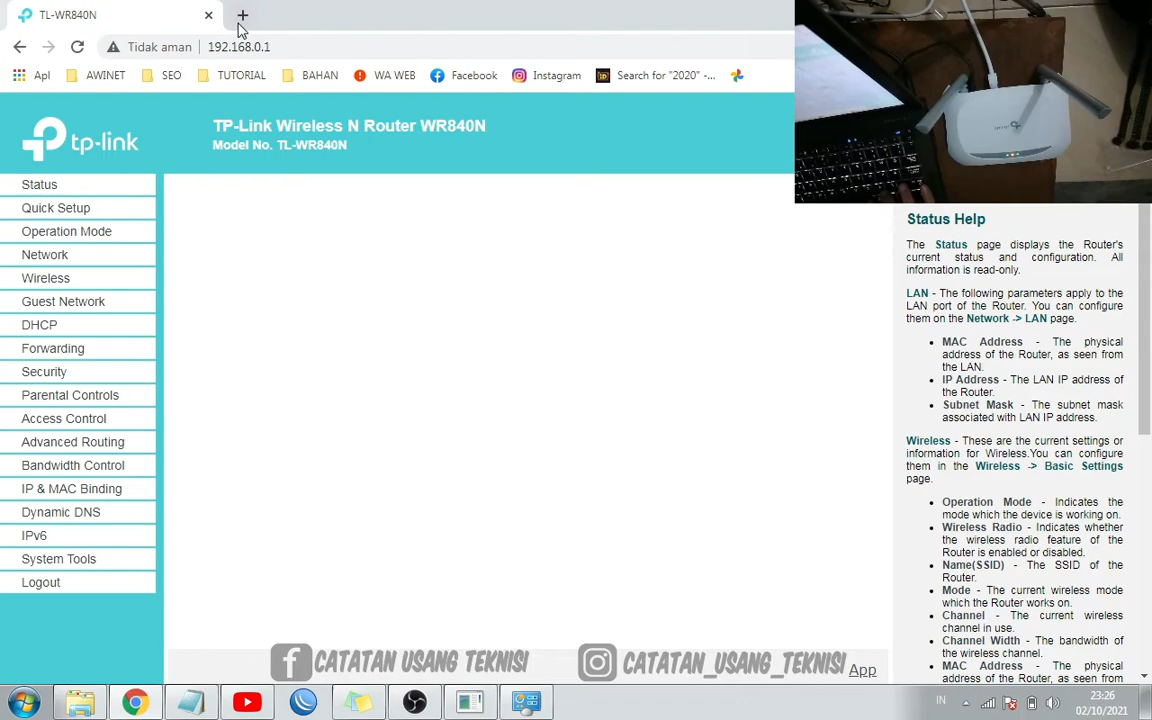 TL-WR840N
Tidak aman
192.168.0.1
Apl
AWINET
SEO
TUTORIAL
BAHAN
WA WEB
Facebook
Instagram
Search for "2020" -...
tp-link
TP-Link Wireless N Router WR840N
Model No. TL-WR840N
Status
Quick Setup
Operation Mode
Network
Wireless
Guest Network
DHCP
Forwarding
Security
Parental Controls
Access Control
Advanced Routing
Bandwidth Control
IP & MAC Binding
Dynamic DNS
IPv6
System Tools
Logout
Status Help
The Status page displays the Router's
current status and configuration. All
information is read-only.
LAN - The following parameters apply to the
LAN port of the Router. You can configure
them on the Network -> LAN page.
MAC Address - The physical
address of the Router, as seen from
the LAN.
IP Address - The LAN IP address of
the Router.
Subnet Mask - The subnet mask
associated with LAN IP address.
Wireless - These are the current settings or
information for Wireless.You can configure
them in the Wireless -> Basic Settings
page.
Operation Mode - Indicates the
mode which the device is working on.
Wireless Radio - Indicates whether
the wireless radio feature of the
Router is enabled or disabled.
Name(SSID) - The SSID of the
Router.
Mode - The current wireless mode
which the Router works on.
Channel - The current wireless
channel in use.
Channel Width - The bandwidth of
the wireless channel.
MAC Address - The physical
address of the Router, as seen from
CATATAN USANG TEKNISI
CATATAN_USANG_TEKNISI
App
IN
23:26
02/10/2021